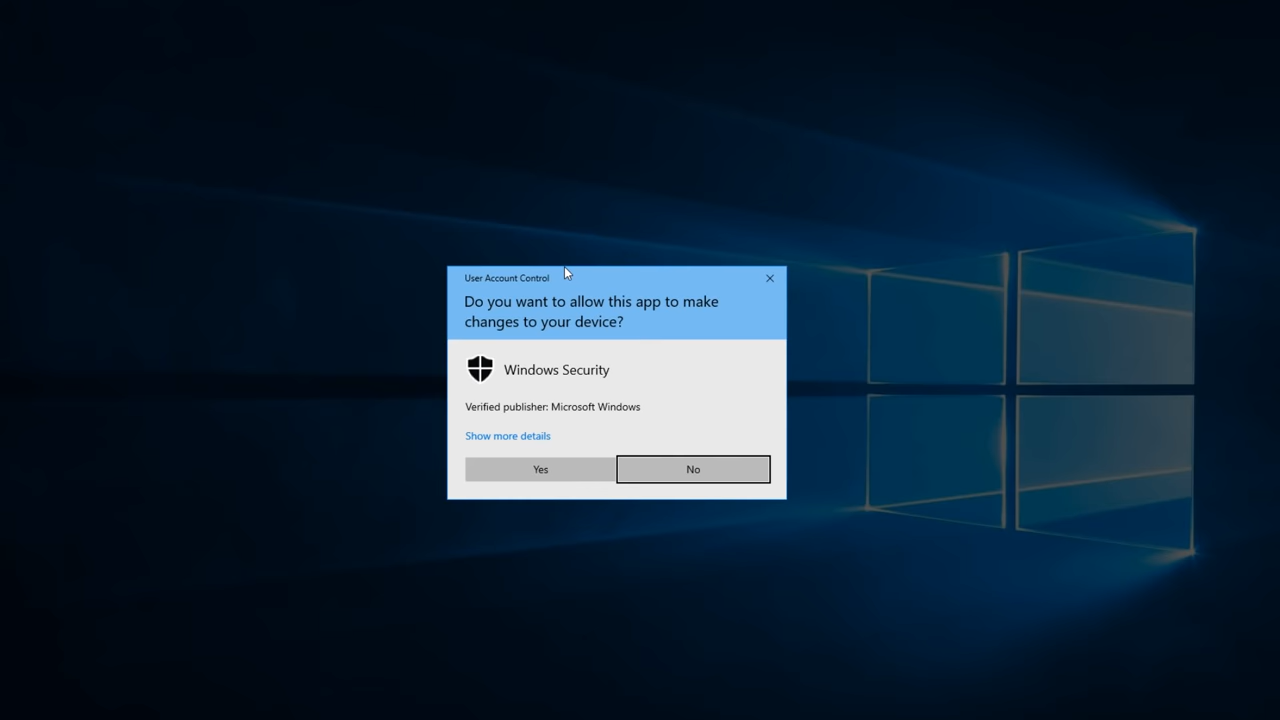 User Account Control
Do you want to allow this app to make
changes to your device?
Windows Security
Verified publisher: Microsoft Windows
Show more details
Yes
No